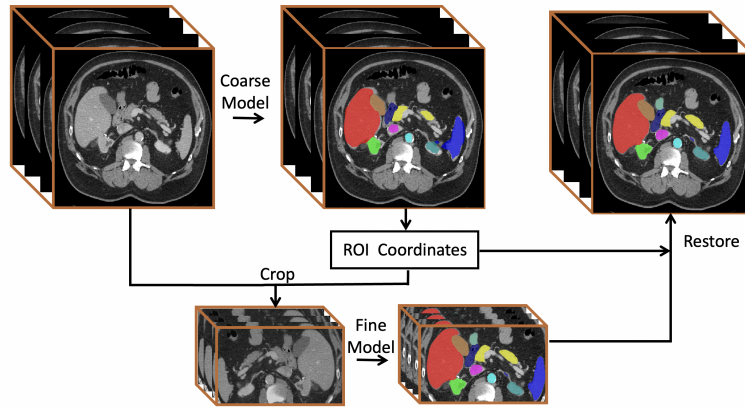 Coarse
Model
ROI Coordinates
Restore
Crop
Fine
Model